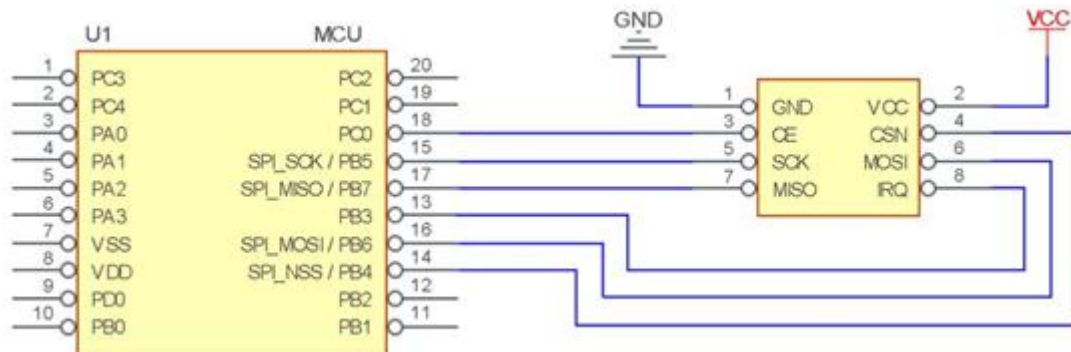 U1 MCU
1 PC3 PC2 20
2 PC4 PC1 19
3 PA0 PC0 18
4 PA1 SPI_SCK / PB5 15
5 PA2 SPI_MISO / PB7 17
6 PA3 PB3 13
7 VSS SPI_MOSI / PB6 16
8 VDD SPI_NSS / PB4 14
9 PD0 PB2 12
10 PB0 PB1 11
GND VCC
1 GND VCC 2
3 CE CSN 4
5 SCK MOSI 6
7 MISO IRQ 8